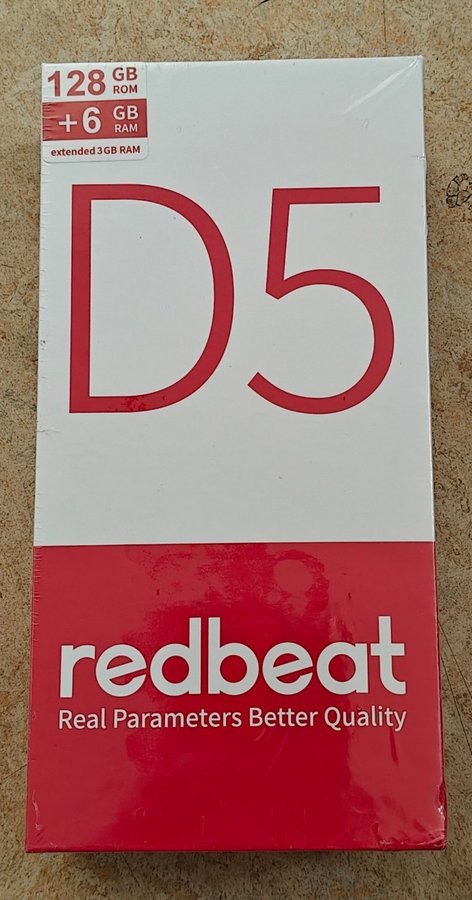 128 GB ROM
+6 GB RAM
extended 3GB RAM
D5
redbeat
Real Parameters Better Quality